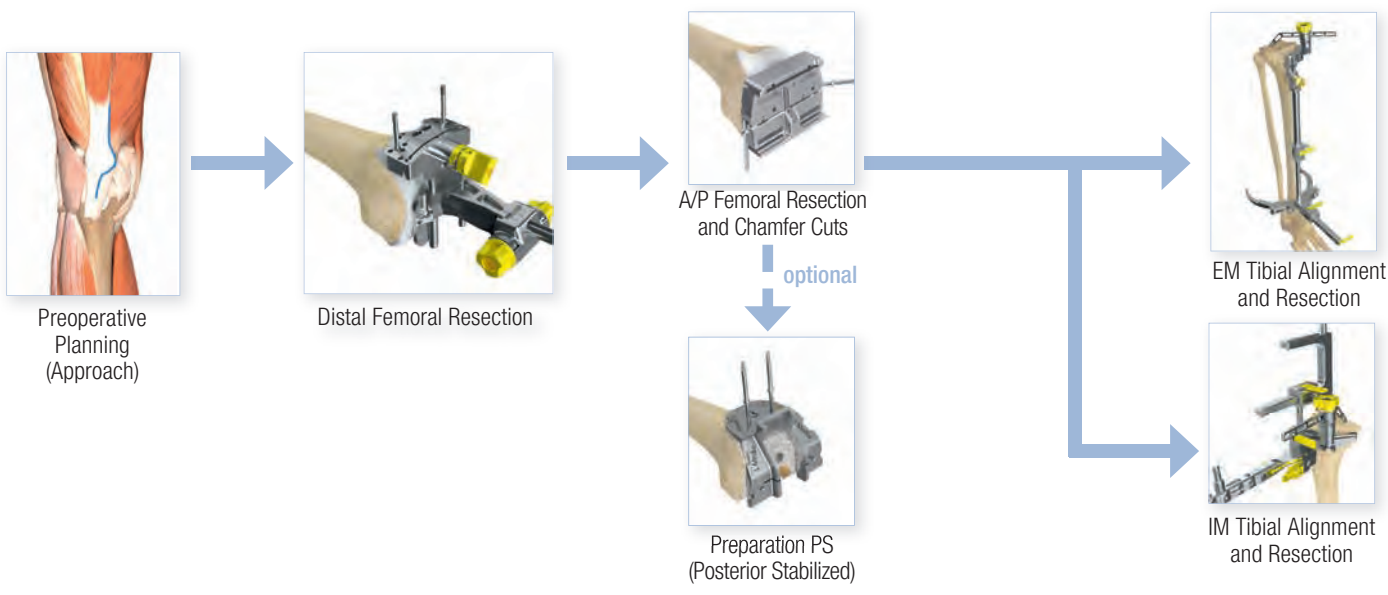 Preoperative
Planning
(Approach)
Distal Femoral Resection
A/P Femoral Resection
and Chamfer Cuts
optional
Preparation PS
(Posterior Stabilized)
EM Tibial Alignment
and Resection
IM Tibial Alignment
and Resection